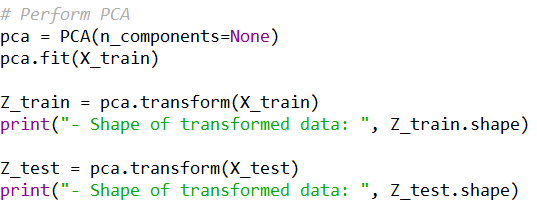 # Perform PCA
pca = PCA(n_components=None)
pca.fit(X_train)
Z_train = pca.transform(X_train)
print("- Shape of transformed data: ", Z_train.shape)
Z_test = pca.transform(X_test)
print("- Shape of transformed data: ", Z_test.shape)